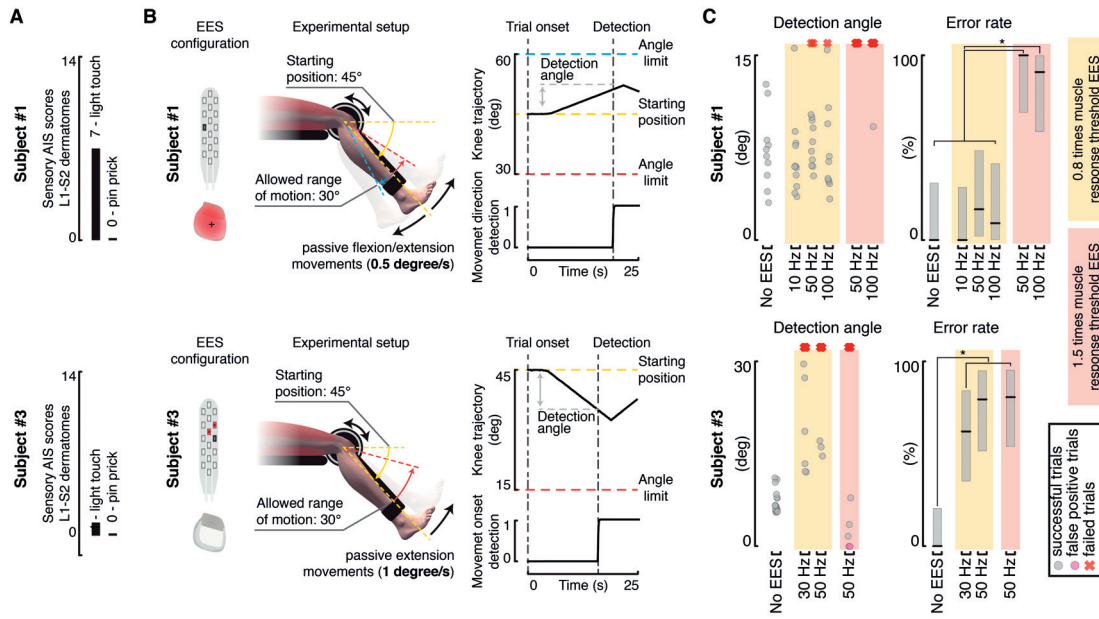 A
B
C
Subject #1
Sensory AIS scores
L1-S2 dermatomes
14
0
7 - light touch
0 - pin prick
EES
configuration
Experimental setup
Starting
position: 45°
Allowed range
of motion: 30°
passive flexion/extension
movements (0.5 degree/s)
Trial onset
Detection
60
Angle
limit
Detection
angle
Starting
position
Knee trajectory
(deg)
30
Angle
limit
Movemet direction
detection
1
0
0
Time (s)
25
Detection angle
15
(deg)
0
No EES
10 Hz
50 Hz
100 Hz
50 Hz
100 Hz
Error rate
*
100
(%)
0
No EES
10 Hz
50 Hz
100 Hz
50 Hz
100 Hz
0.8 times muscle
response threshold EES
1.5 times muscle
response threshold EES
Subject #3
Sensory AIS scores
L1-S2 dermatomes
14
0
- light touch
0 - pin prick
EES
configuration
Experimental setup
Starting
position: 45°
Allowed range
of motion: 30°
passive extension
movements (1 degree/s)
Trial onset
Detection
45
Starting
position
Detection
angle
Knee trajectory
(deg)
15
Angle
limit
Movemet onset
detection
1
0
0
Time (s)
25
Subject #3
Detection angle
30
(deg)
0
No EES
30 Hz
50 Hz
50 Hz
Error rate
*
100
(%)
0
No EES
30 Hz
50 Hz
50 Hz
successful trials
false positive trials
failed trials